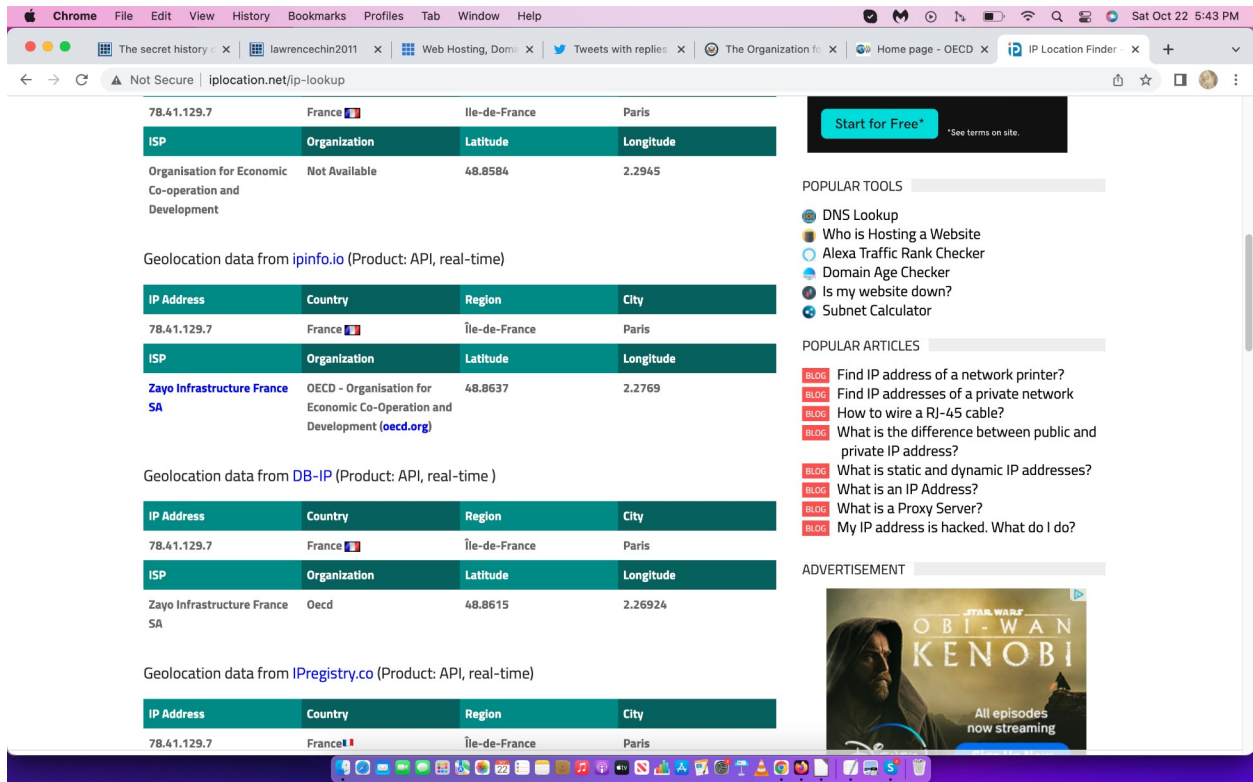 Chrome File Edit View History Bookmarks Profiles Tab Window Help Sat Oct 22 5:43 PM
The secret history lawrencechin2011 Web Hosting, Dom Tweets with replies The Organization fo Home page - OECD IP Location Finder
Not Secure | iplocation.net/ip-lookup
78.41.129.7 France Ile-de-France Paris
ISP Organization Latitude Longitude
Organisation for Economic Not Available 48.8584 2.2945
Co-operation and
Development
Geolocation data from ipinfo.io (Product: API, real-time)
IP Address Country Region City
78.41.129.7 France Île-de-France Paris
ISP Organization Latitude Longitude
Zayo Infrastructure France OECD - Organisation for 48.8637 2.2769
SA Economic Co-Operation and
Development (oecd.org)
Geolocation data from DB-IP (Product: API, real-time )
IP Address Country Region City
78.41.129.7 France Île-de-France Paris
ISP Organization Latitude Longitude
Zayo Infrastructure France Oecd 48.8615 2.26924
SA
Geolocation data from IPregistry.co (Product: API, real-time)
IP Address Country Region City
78.41.129.7 France Île-de-France Paris
Start for Free*
*See terms on site.
POPULAR TOOLS
DNS Lookup
Who is Hosting a Website
Alexa Traffic Rank Checker
Domain Age Checker
Is my website down?
Subnet Calculator
POPULAR ARTICLES
BLOG Find IP address of a network printer?
BLOG Find IP addresses of a private network
BLOG How to wire a RJ-45 cable?
BLOG What is the difference between public and
private IP address?
BLOG What is static and dynamic IP addresses?
BLOG What is an IP Address?
BLOG What is a Proxy Server?
BLOG My IP address is hacked. What do I do?
ADVERTISEMENT
STAR WARS
OBI-WAN
KENOBI
All episodes
now streaming